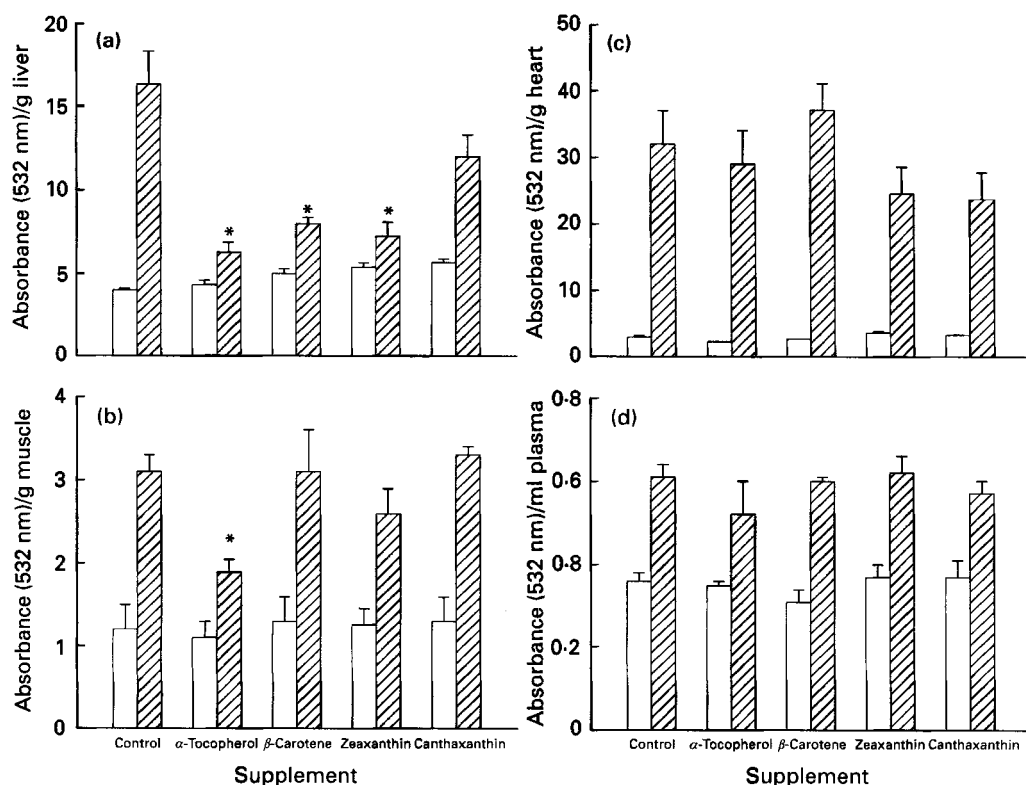 (a)
Absorbance (532 nm)/g liver
20
15
10
5
0
*
*
*
(b)
Absorbance (532 nm)/g muscle
4
3
2
1
0
*
Control α-Tocopherol β-Carotene Zeaxanthin Canthaxanthin
Supplement
(c)
Absorbance (532 nm)/g heart
50
40
30
20
10
0
(d)
Absorbance (532 nm)/ml plasma
0·8
0·6
0·8
0·2
0
Control α-Tocopherol β-Carotene Zeaxanthin Canthaxanthin
Supplement